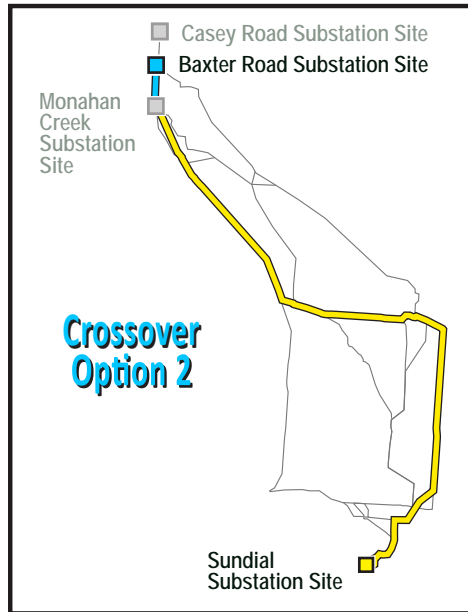 Casey Road Substation Site
Baxter Road Substation Site
Monahan
Creek
Substation
Site
Crossover
Option 2
Sundial
Substation Site